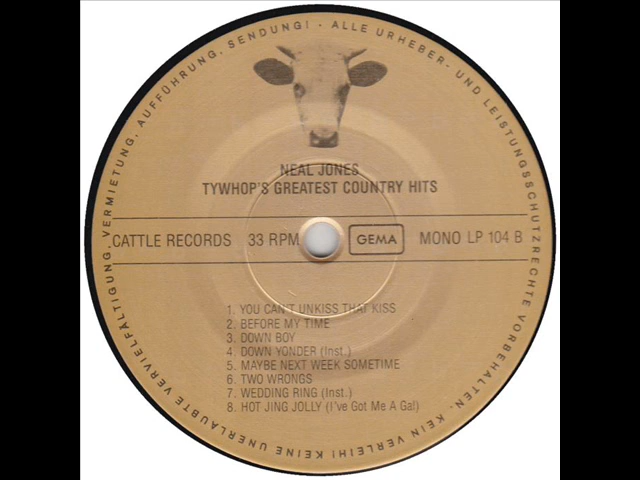 ALLE URHEBER- UND LEISTUNGSSCHUTZRECHTE VORBEHALTEN- KEIN VERLEIH! KEINE UNERLAUBTE VERVIELFÄLTIGUNG, VERMIETUNG, AUFFÜHRUNG, SENDUNG! -
NEAL JONES
TYWHOP'S GREATEST COUNTRY HITS
CATTLE RECORDS 33 RPM GEMA MONO LP 104 B
1. YOU CAN'T UNKISS THAT KISS
2. BEFORE MY TIME
3. DOWN BOY
4. DOWN YONDER (Inst.)
5. MAYBE NEXT WEEK SOMETIME
6. TWO WRONGS
7. WEDDING RING (Inst.)
8. HOT JING JOLLY (I've Got Me A Gal)